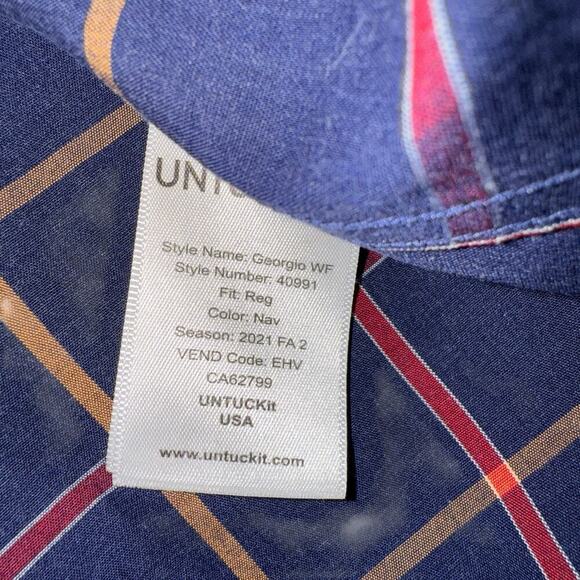 UNTUC
Style Name: Georgio WF
Style Number: 40991
Fit: Reg
Color: Nav
Season: 2021 FA 2
VEND Code: EHV
CA62799
UNTUCKit
USA
www.untuckit.com